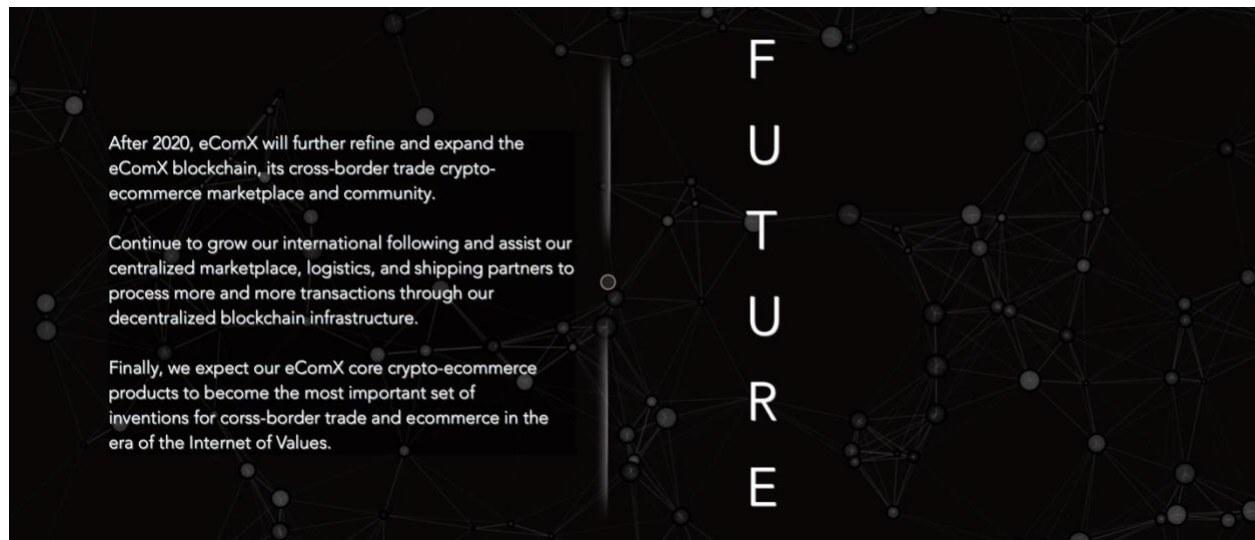 After 2020, eComX will further refine and expand the
eComX blockchain, its cross-border trade crypto-
ecommerce marketplace and community.
Continue to grow our international following and assist our
centralized marketplace, logistics, and shipping partners to
process more and more transactions through our
decentralized blockchain infrastructure.
Finally, we expect our eComX core crypto-ecommerce
products to become the most important set of
inventions for corss-border trade and ecommerce in the
era of the Internet of Values.
F
U
T
U
R
E